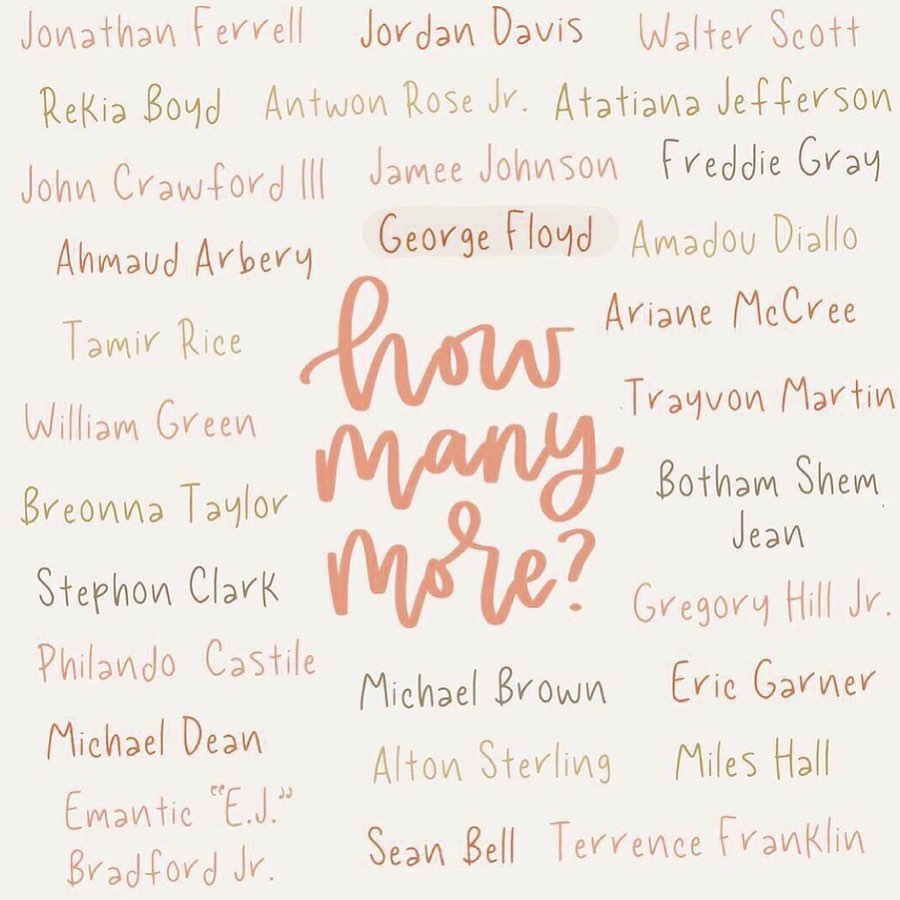 Jonathan Ferrell Jordan Davis Walter Scott
Rekia Boyd Antwon Rose Jr. Atatiana Jefferson
John Crawford III Jamee Johnson Freddie Gray
Ahmaud Arbery George Floyd Amadou Diallo
Ariane McCree
Tamir Rice
how
many
more?
Trayvon Martin
William Green
Botham Shem
Jean
Breonna Taylor
Stephon Clark
Gregory Hill Jr.
Philando Castile
Michael Brown Eric Garner
Michael Dean
Alton Sterling Miles Hall
Emantic “E.J.”
Bradford Jr.
Sean Bell Terrence Franklin